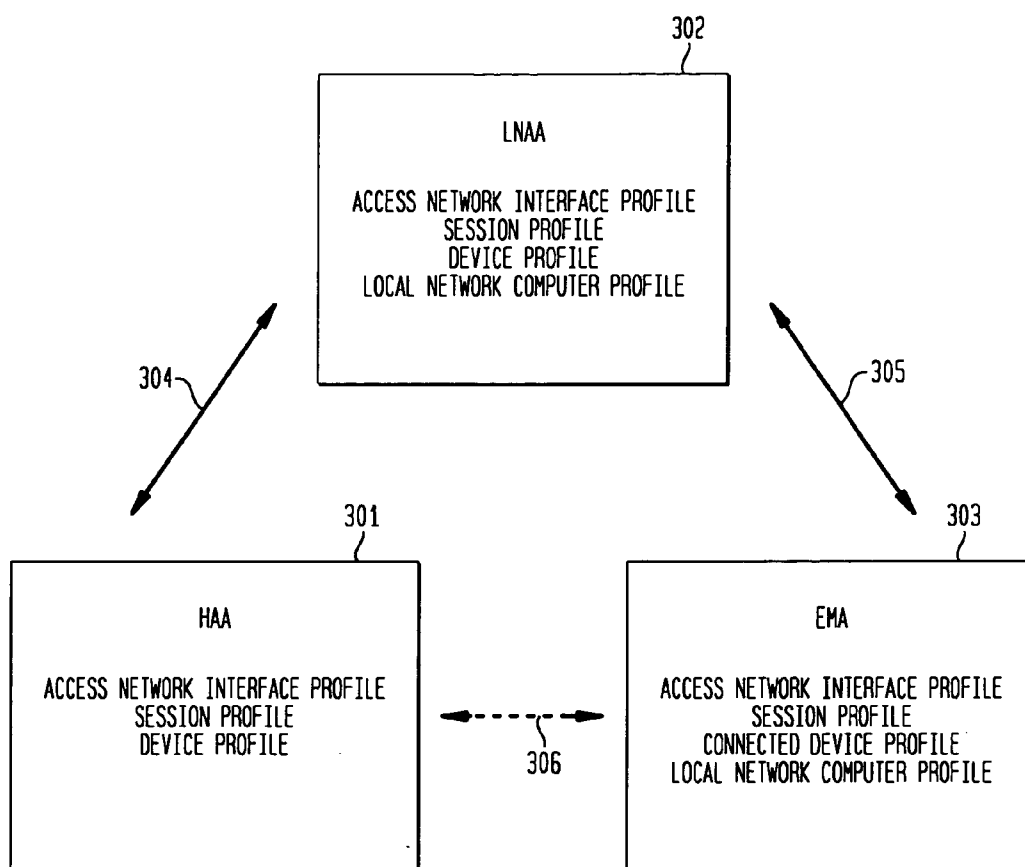 302
LNAA
ACCESS NETWORK INTERFACE PROFILE
SESSION PROFILE
DEVICE PROFILE
LOCAL NETWORK COMPUTER PROFILE
304
305
301
HAA
ACCESS NETWORK INTERFACE PROFILE
SESSION PROFILE
DEVICE PROFILE
306
303
EMA
ACCESS NETWORK INTERFACE PROFILE
SESSION PROFILE
CONNECTED DEVICE PROFILE
LOCAL NETWORK COMPUTER PROFILE